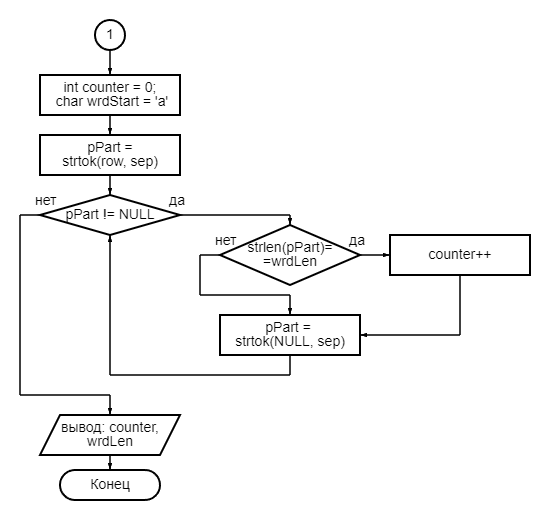 1
int counter = 0;
char wrdStart = 'a'
pPart =
strtok(row, sep)
нет
да
pPart != NULL
нет
strlen(pPart)=
=wrdLen
да
counter++
pPart =
strtok(NULL, sep)
вывод: counter,
wrdLen
Конец